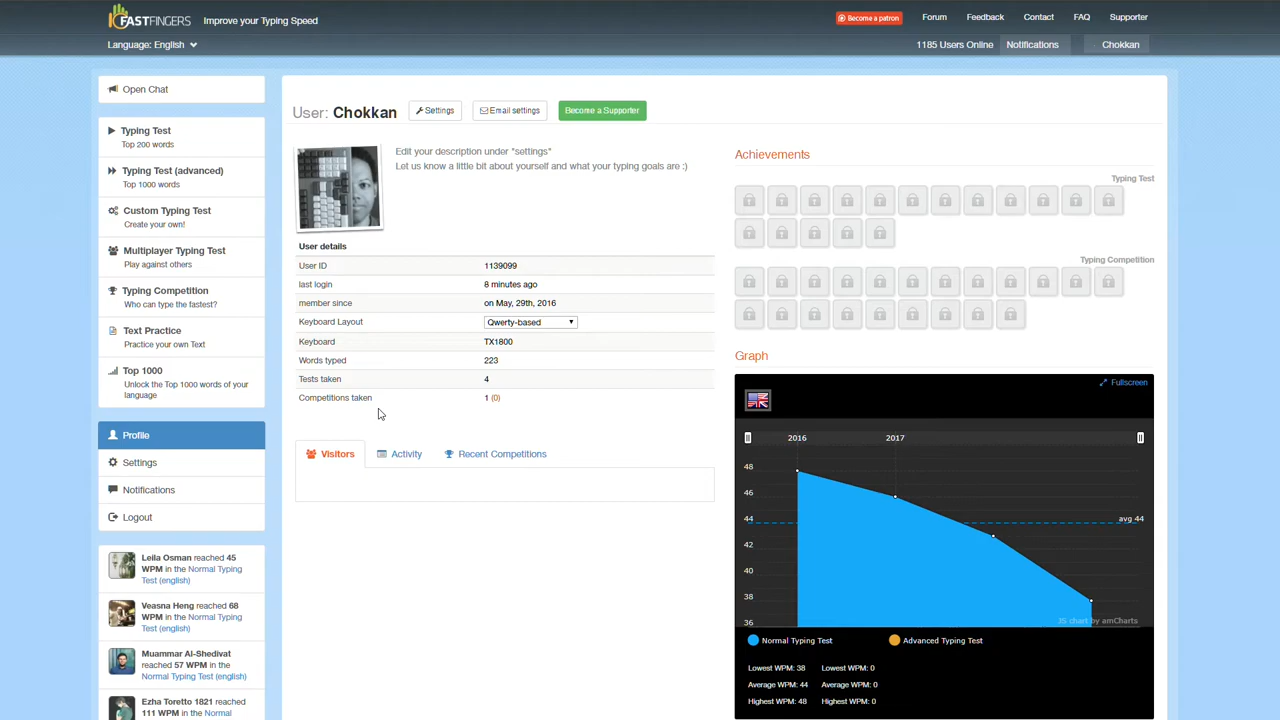 10 FASTFINGERS Improve your Typing Speed
Become a patron Forum Feedback Contact FAQ Supporter
Language: English
1185 Users Online Notifications Chokkan
Open Chat
Typing Test
Top 200 words
Typing Test (advanced)
Top 1000 words
Custom Typing Test
Create your own!
Multiplayer Typing Test
Play against others
Typing Competition
Who can type the fastest?
Text Practice
Practice your own Text
Top 1000
Unlock the Top 1000 words of your
language
Profile
Settings
Notifications
Logout
Leila Osman reached 45
WPM in the Normal Typing
Test (english)
Veasna Heng reached 68
WPM in the Normal Typing
Test (english)
Muammar Al-Shedivat
reached 57 WPM in the
Normal Typing Test (english)
Ezha Toretto 1821 reached
111 WPM in the Normal
User: Chokkan Settings Email settings Become a Supporter
Edit your description under "settings"
Let us know a little bit about yourself and what your typing goals are :)
User details
User ID 1139099
last login 8 minutes ago
member since on May, 29th, 2016
Keyboard Layout Qwerty-based
Keyboard TX1800
Words typed 223
Tests taken 4
Competitions taken 1 (0)
Visitors Activity Recent Competitions
Achievements
Typing Test
Typing Competition
Graph
Fullscreen
2016 2017
48
46
44 avg 44
42
40
38
36 JS chart by amCharts
Normal Typing Test Advanced Typing Test
Lowest WPM: 38 Lowest WPM: 0
Average WPM: 44 Average WPM: 0
Highest WPM: 48 Highest WPM: 0